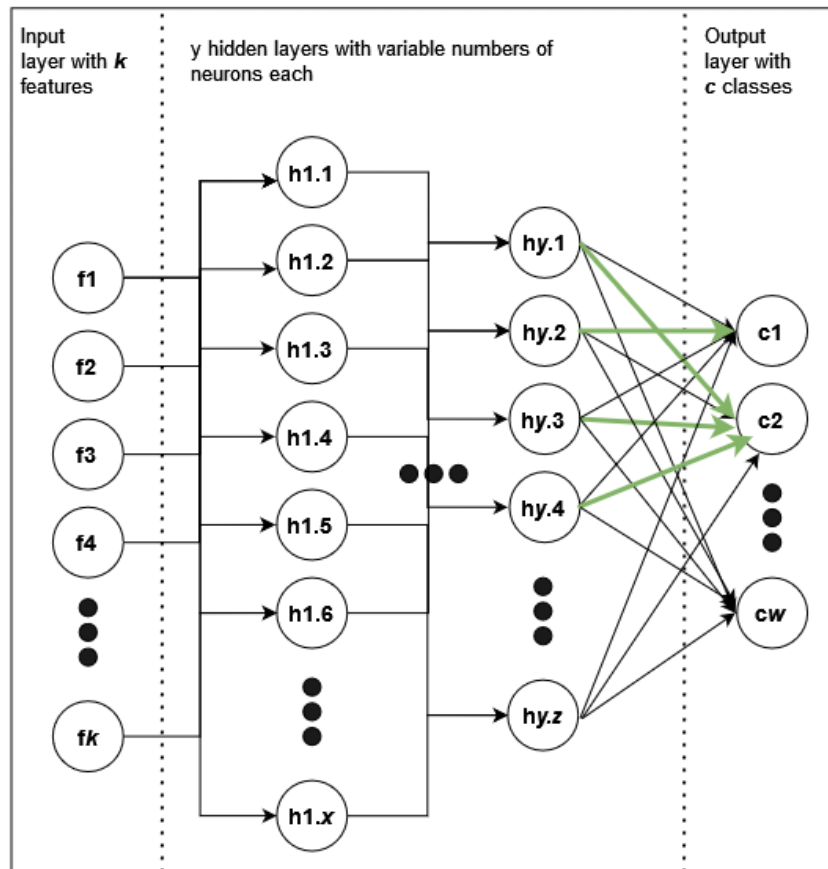 Input
layer with k
features
y hidden layers with variable numbers of
neurons each
Output
layer with
c classes
f1
f2
f3
f4
fk
h1.1
h1.2
h1.3
h1.4
h1.5
h1.6
h1.x
hy.1
hy.2
hy.3
hy.4
hy.z
c1
c2
cw